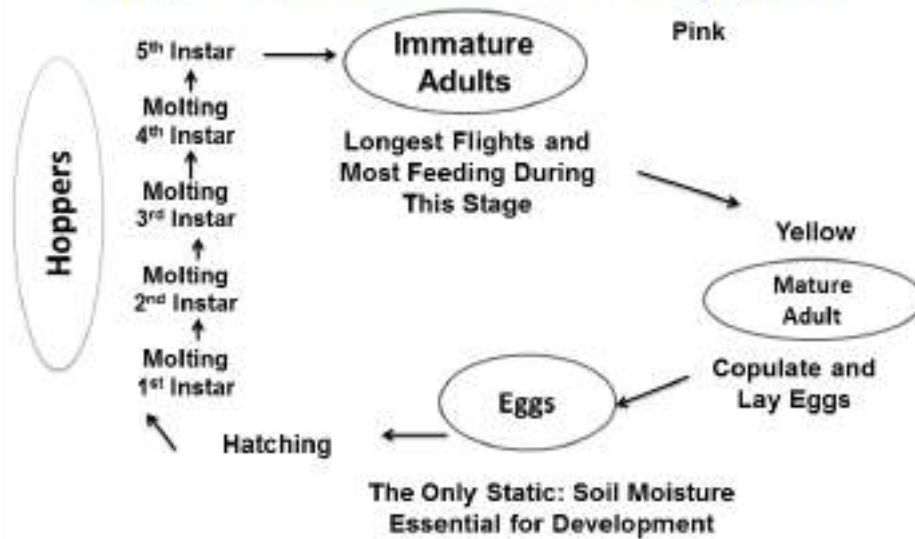 Hoppers
5th Instar
Molting
4th Instar
Molting
3rd Instar
Molting
2nd Instar
Molting
1st Instar
Hatching
Immature
Adults
Pink
Longest Flights and
Most Feeding During
This Stage
Yellow
Mature
Adult
Copulate and
Lay Eggs
Eggs
The Only Static: Soil Moisture
Essential for Development